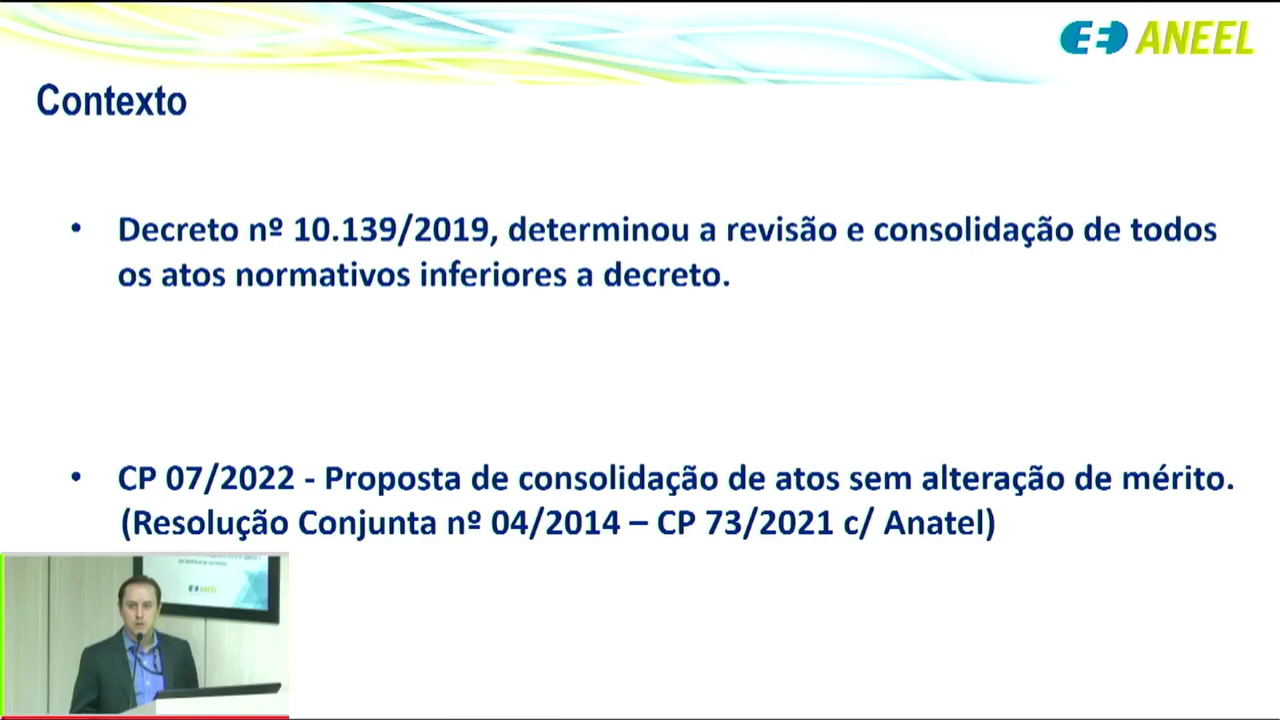 ANEEL
Contexto
• Decreto nº 10.139/2019, determinou a revisão e consolidação de todos
os atos normativos inferiores a decreto.
• CP 07/2022 - Proposta de consolidação de atos sem alteração de mérito.
(Resolução Conjunta nº 04/2014 – CP 73/2021 c/ Anatel)
ANEEL